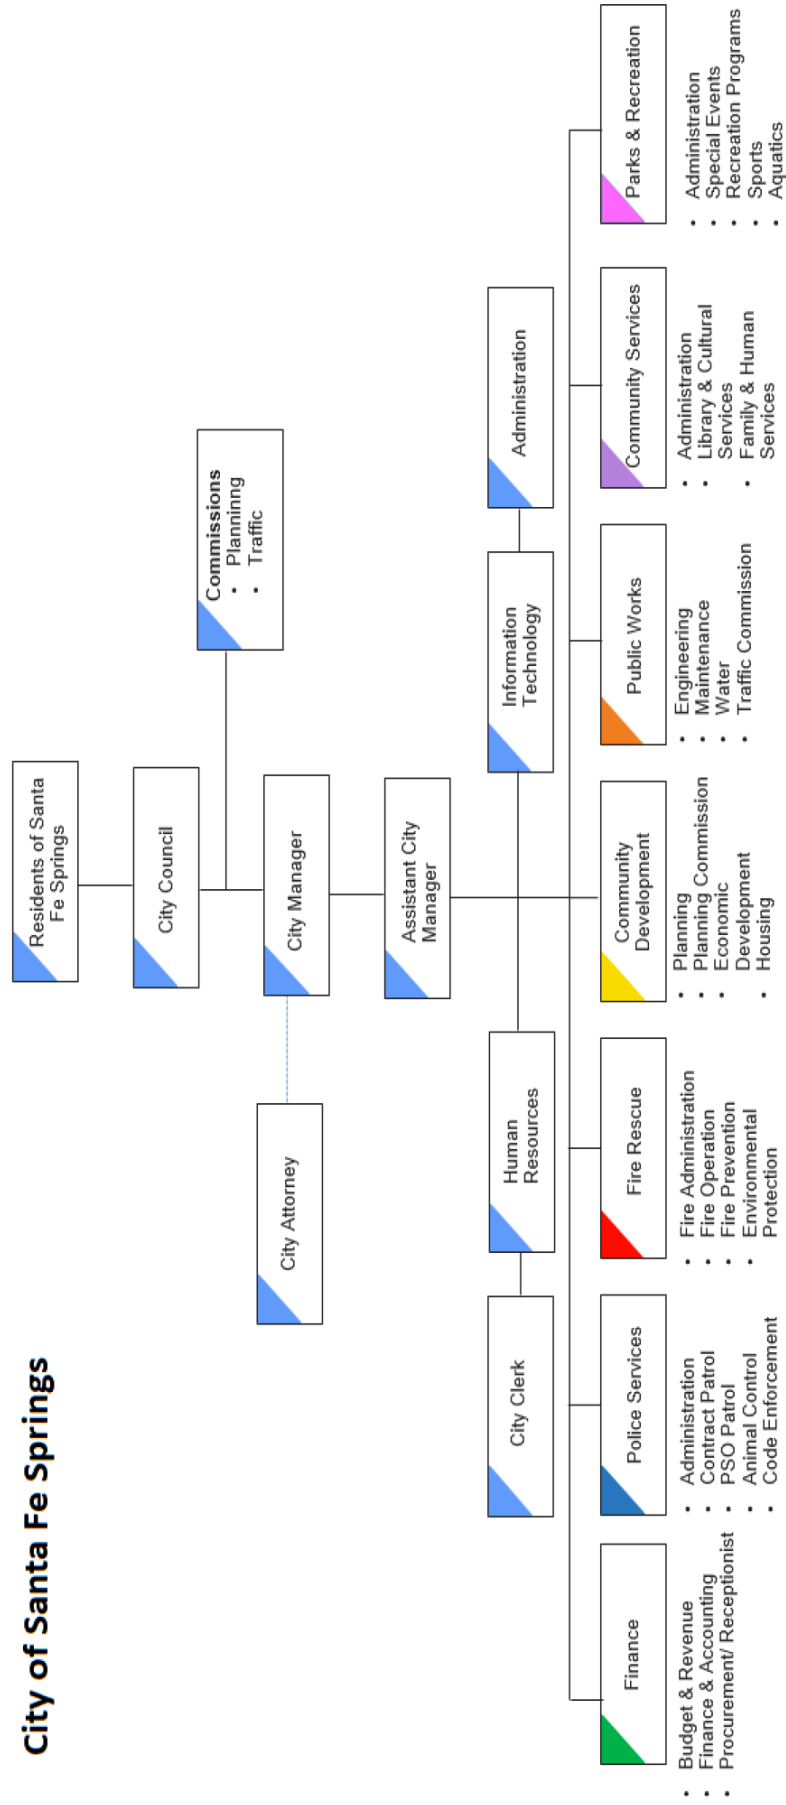 City of Santa Fe Springs
Residents of Santa
Fe Springs
City Council
Commissions
• Planninng
• Traffic
City Attorney
City Manager
Assistant City
Manager
City Clerk
Human
Resources
Information
Technology
Administration
Finance
• Budget & Revenue
• Finance & Accounting
• Procurement/ Receptionist
Police Services
• Administration
• Contract Patrol
• PSO Patrol
• Animal Control
• Code Enforcement
Fire Rescue
• Fire Administration
• Fire Operation
• Fire Prevention
• Environmental
Protection
Community
Development
• Planning
• Planning Commission
• Economic
Development
• Housing
Public Works
• Engineering
• Maintenance
• Water
• Traffic Commission
Community Services
• Administration
• Library & Cultural
Services
• Family & Human
Services
Parks & Recreation
• Administration
• Special Events
• Recreation Programs
• Sports
• Aquatics